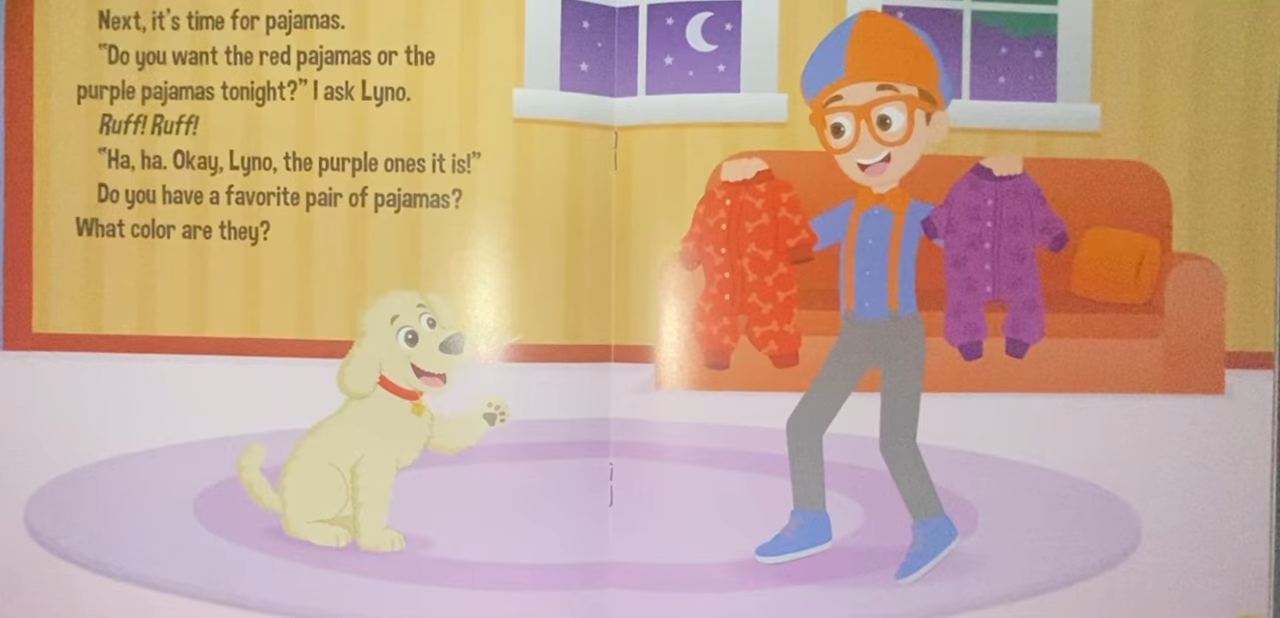 Next, it's time for pajamas.
"Do you want the red pajamas or the
purple pajamas tonight?" I ask Lyno.
Ruff! Ruff!
"Ha, ha. Okay, Lyno, the purple ones it is!"
Do you have a favorite pair of pajamas?
What color are they?